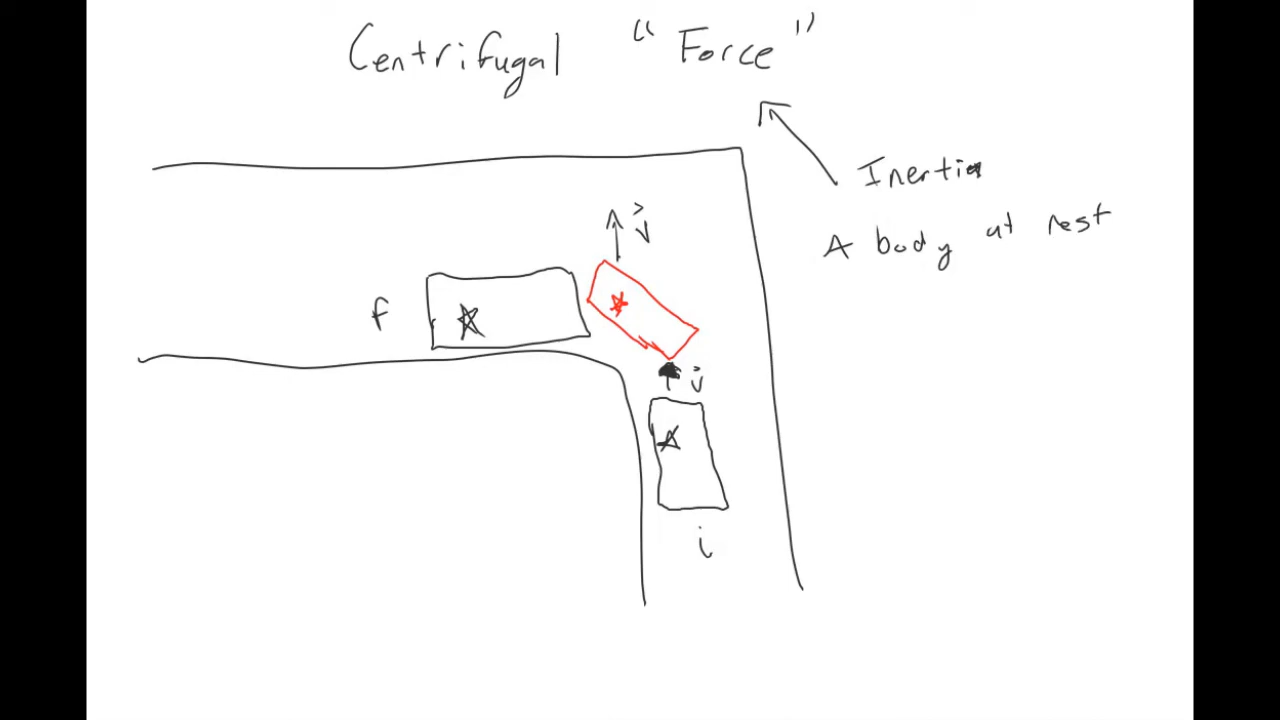 Centrifugal "Force"
Inertia
A body at rest
v
f
v
i